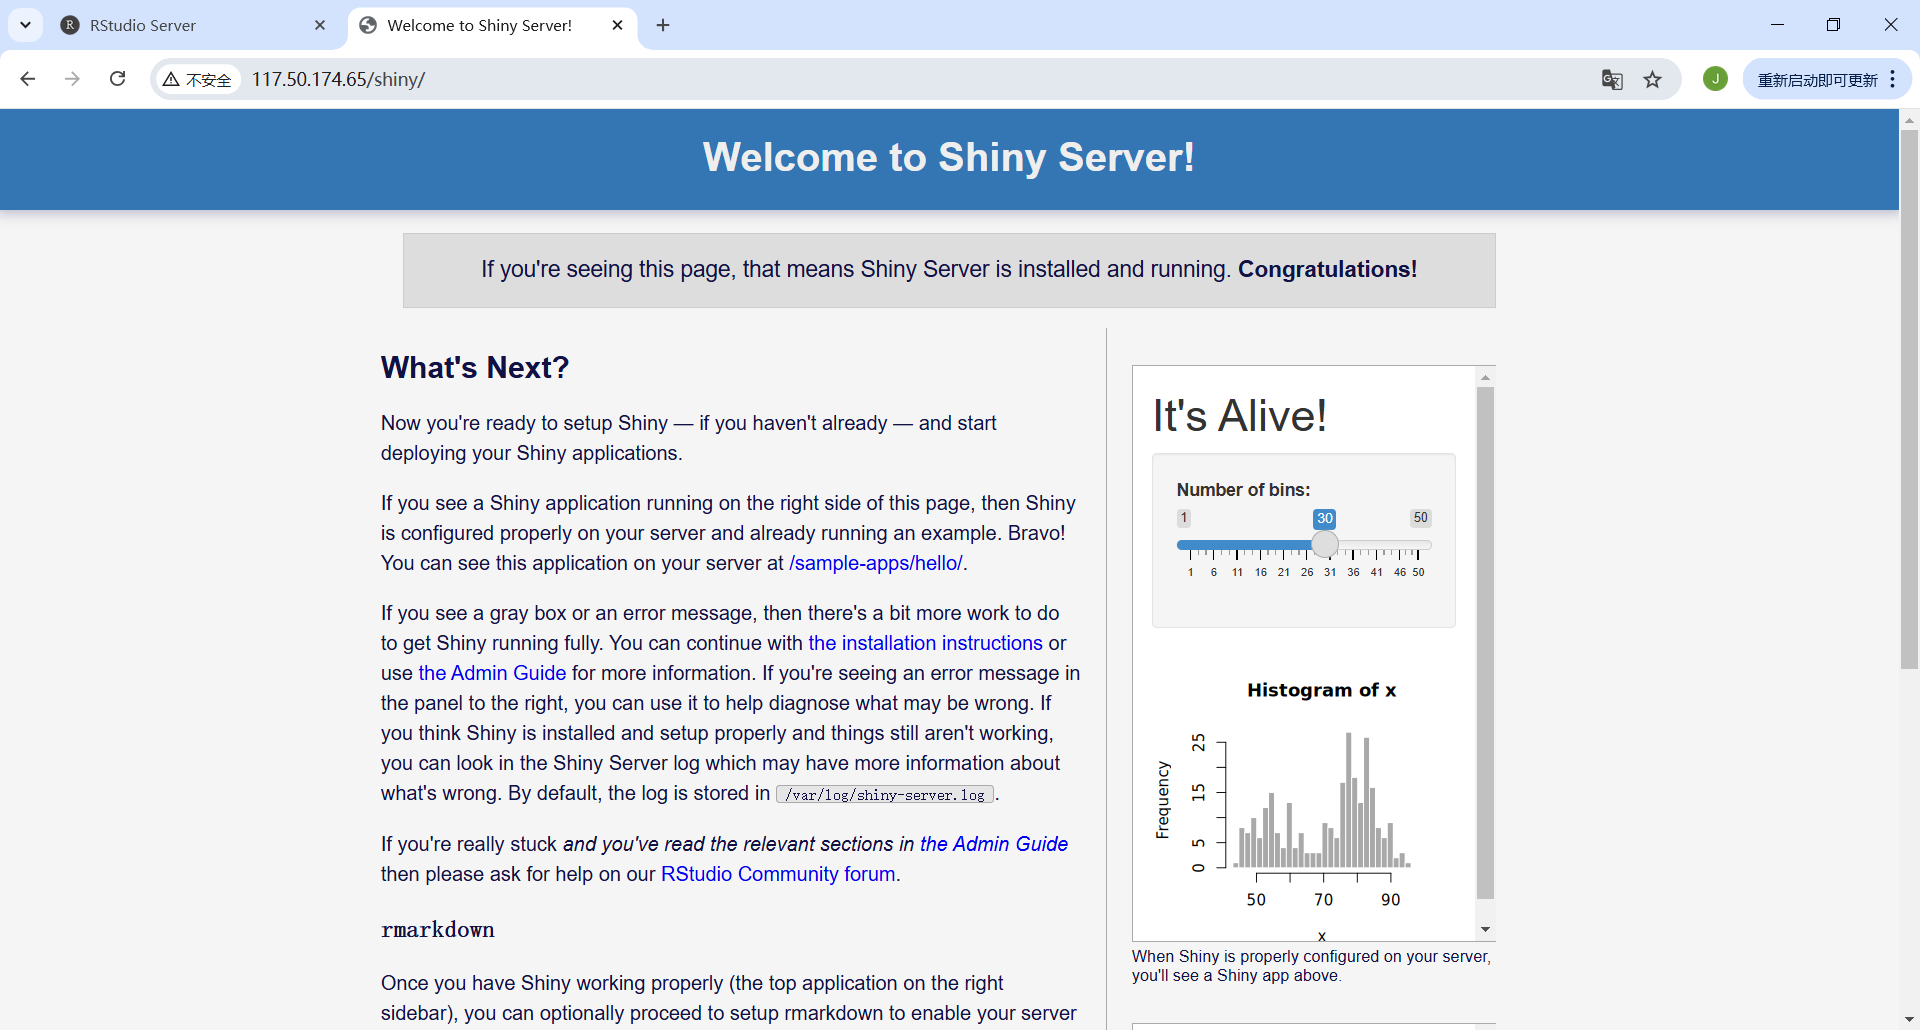 RStudio Server
Welcome to Shiny Server!
不安全
117.50.174.65/shiny/
J
重新启动即可更新
Welcome to Shiny Server!
If you're seeing this page, that means Shiny Server is installed and running. Congratulations!
What's Next?
Now you're ready to setup Shiny — if you haven't already — and start
deploying your Shiny applications.
If you see a Shiny application running on the right side of this page, then Shiny
is configured properly on your server and already running an example. Bravo!
You can see this application on your server at /sample-apps/hello/.
If you see a gray box or an error message, then there's a bit more work to do
to get Shiny running fully. You can continue with the installation instructions or
use the Admin Guide for more information. If you're seeing an error message in
the panel to the right, you can use it to help diagnose what may be wrong. If
you think Shiny is installed and setup properly and things still aren't working,
you can look in the Shiny Server log which may have more information about
what's wrong. By default, the log is stored in /var/log/shiny-server.log.
If you're really stuck and you've read the relevant sections in the Admin Guide
then please ask for help on our RStudio Community forum.
rmarkdown
Once you have Shiny working properly (the top application on the right
sidebar), you can optionally proceed to setup rmarkdown to enable your server
It's Alive!
Number of bins:
1 30 50
1 6 11 16 21 26 31 36 41 46 50
Histogram of x
Frequency
25
15
5
0
50 70 90
x
When Shiny is properly configured on your server,
you'll see a Shiny app above.